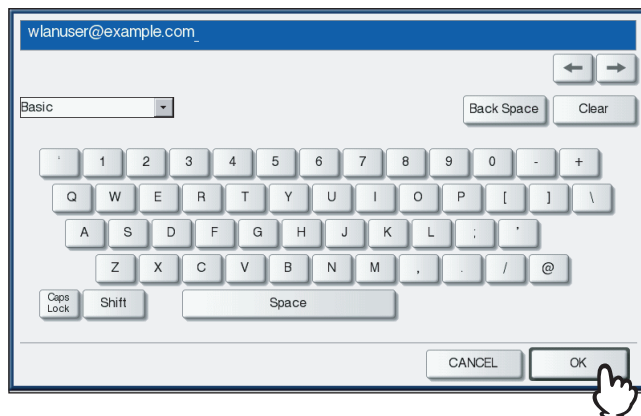 wlanuser@example.com_
← →
Basic Back Space Clear
` 1 2 3 4 5 6 7 8 9 0 - +
Q W E R T Y U I O P [ ] \
A S D F G H J K L ; '
Z X C V B N M , . / @
Caps Lock Shift Space
CANCEL OK